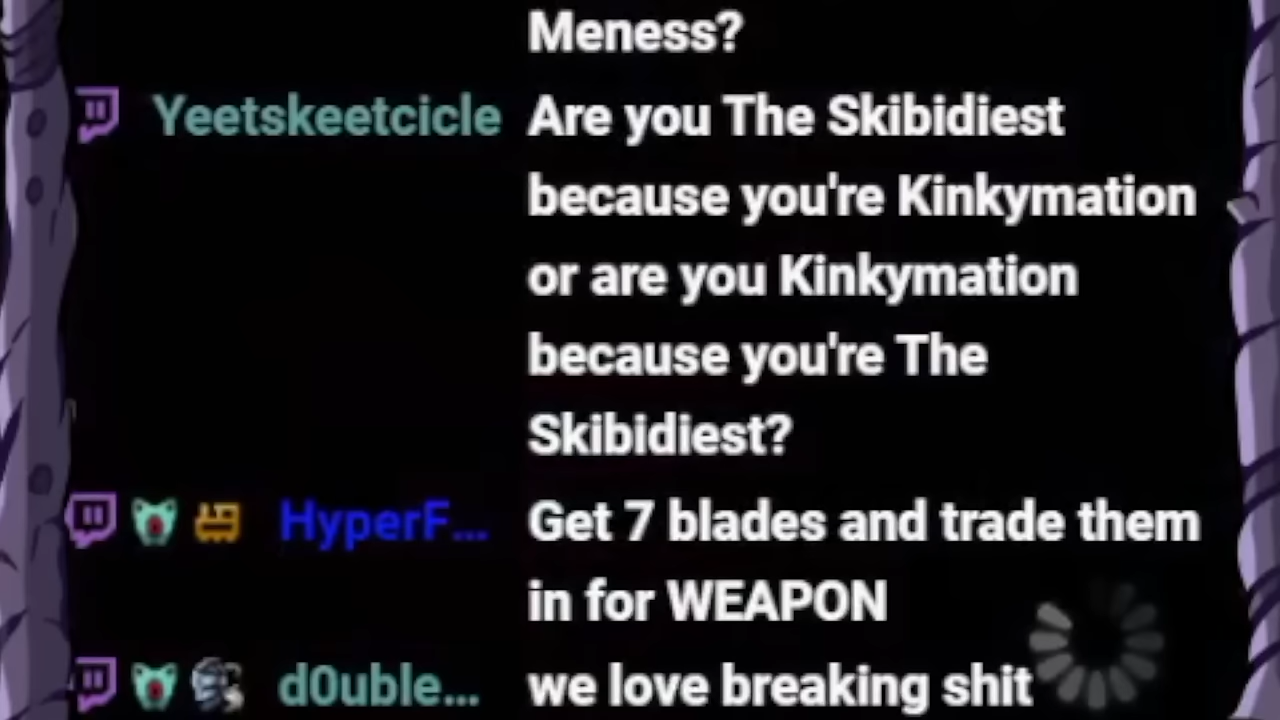 Meness?
Yeetskeetcicle Are you The Skibidiest
because you're Kinkymation
or are you Kinkymation
because you're The
Skibidiest?
HyperF... Get 7 blades and trade them
in for WEAPON
d0uble... we love breaking shit